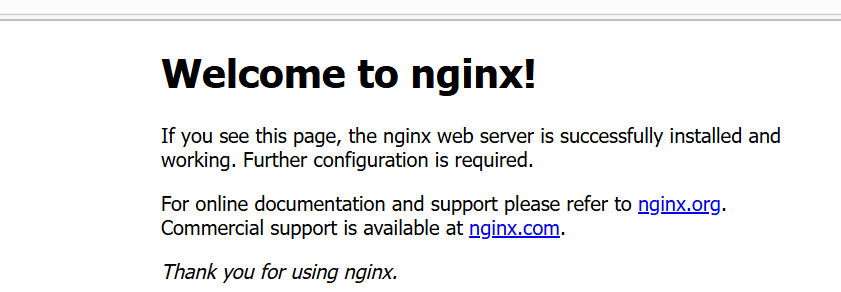 Welcome to nginx!
If you see this page, the nginx web server is successfully installed and
working. Further configuration is required.
For online documentation and support please refer to nginx.org.
Commercial support is available at nginx.com.
Thank you for using nginx.